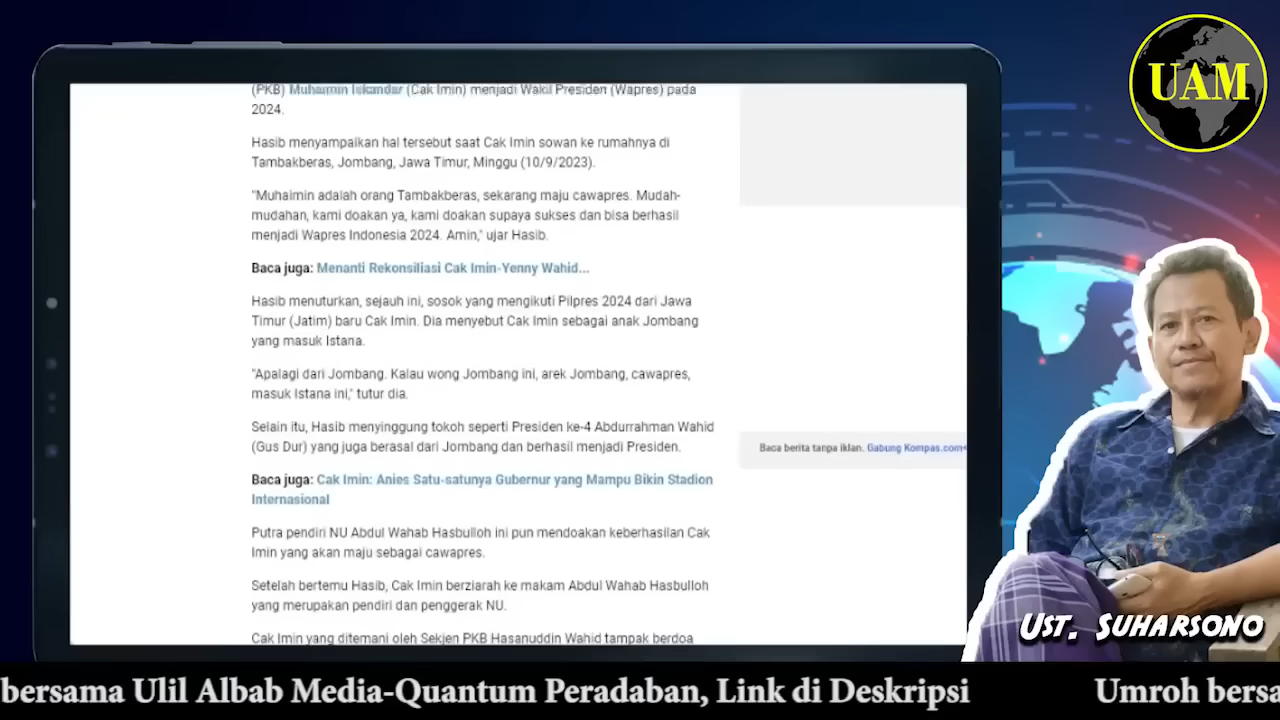 (PKB) Muhaimin Iskandar (Cak Imin) menjadi Wakil Presiden (Wapres) pada
2024.
Hasib menyampaikan hal tersebut saat Cak Imin sowan ke rumahnya di
Tambakberas, Jombang, Jawa Timur, Minggu (10/9/2023).
"Muhaimin adalah orang Tambakberas, sekarang maju cawapres. Mudah-
mudahan, kami doakan ya, kami doakan supaya sukses dan bisa berhasil
menjadi Wapres Indonesia 2024. Amin," ujar Hasib.
Baca juga: Menanti Rekonsiliasi Cak Imin-Yenny Wahid...
Hasib menuturkan, sejauh ini, sosok yang mengikuti Pilpres 2024 dari Jawa
Timur (Jatim) baru Cak Imin. Dia menyebut Cak Imin sebagai anak Jombang
yang masuk Istana.
"Apalagi dari Jombang. Kalau wong Jombang ini, arek Jombang, cawapres,
masuk Istana ini," tutur dia.
Selain itu, Hasib menyinggung tokoh seperti Presiden ke-4 Abdurrahman Wahid
(Gus Dur) yang juga berasal dari Jombang dan berhasil menjadi Presiden.
Baca juga: Cak Imin: Anies Satu-satunya Gubernur yang Mampu Bikin Stadion
Internasional
Putra pendiri NU Abdul Wahab Hasbulloh ini pun mendoakan keberhasilan Cak
Imin yang akan maju sebagai cawapres.
Setelah bertemu Hasib, Cak Imin berziarah ke makam Abdul Wahab Hasbulloh
yang merupakan pendiri dan penggerak NU.
Cak Imin yang ditemani oleh Sekjen PKB Hasanuddin Wahid tampak berdoa
Baca berita tanpa iklan. Gabung Kompas.com+
UAM
UST. SUHARSONO
bersama Ulil Albab Media-Quantum Peradaban, Link di Deskripsi Umroh bersa